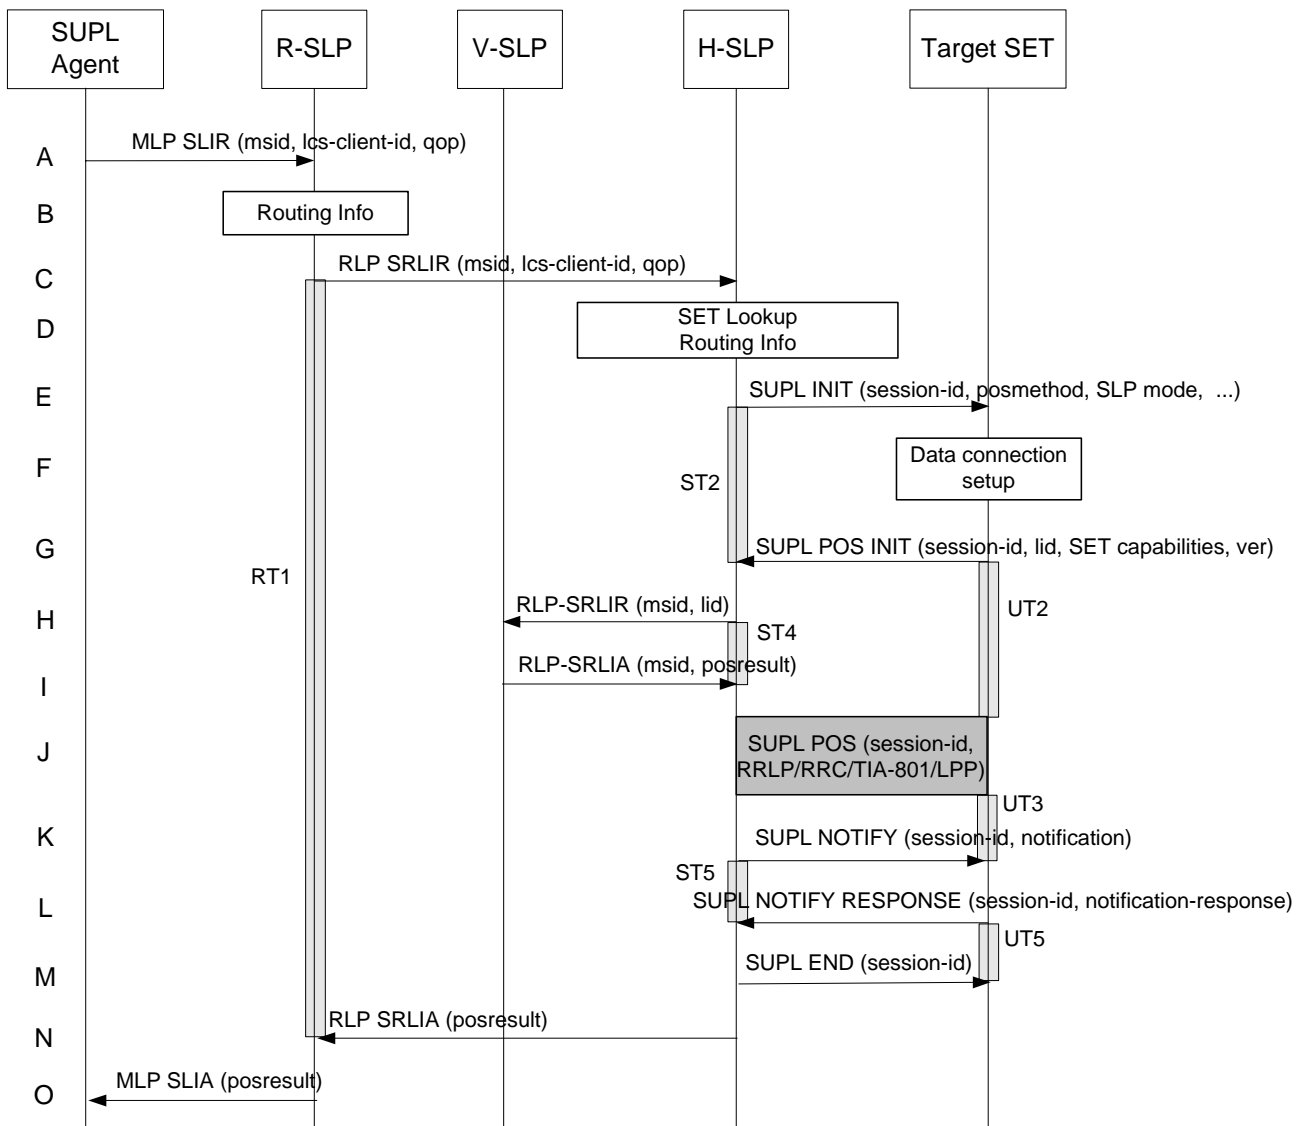 SUPL
Agent
R-SLP
V-SLP
H-SLP
Target SET
A
MLP SLIR (msid, lcs-client-id, qop)
B
Routing Info
C
RLP SRLIR (msid, lcs-client-id, qop)
D
SET Lookup
Routing Info
E
SUPL INIT (session-id, posmethod, SLP mode, ...)
F
ST2
Data connection
setup
G
SUPL POS INIT (session-id, lid, SET capabilities, ver)
RT1
H
RLP-SRLIR (msid, lid)
ST4
UT2
I
RLP-SRLIA (msid, posresult)
J
SUPL POS (session-id,
RRLP/RRC/TIA-801/LPP)
UT3
K
SUPL NOTIFY (session-id, notification)
ST5
L
SUPL NOTIFY RESPONSE (session-id, notification-response)
UT5
M
SUPL END (session-id)
N
RLP SRLIA (posresult)
O
MLP SLIA (posresult)